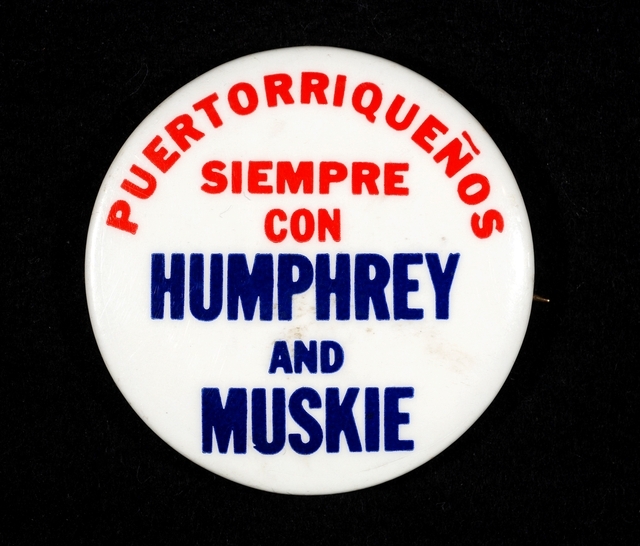 PUERTORRIQUEÑOS
SIEMPRE
CON
HUMPHREY
AND
MUSKIE